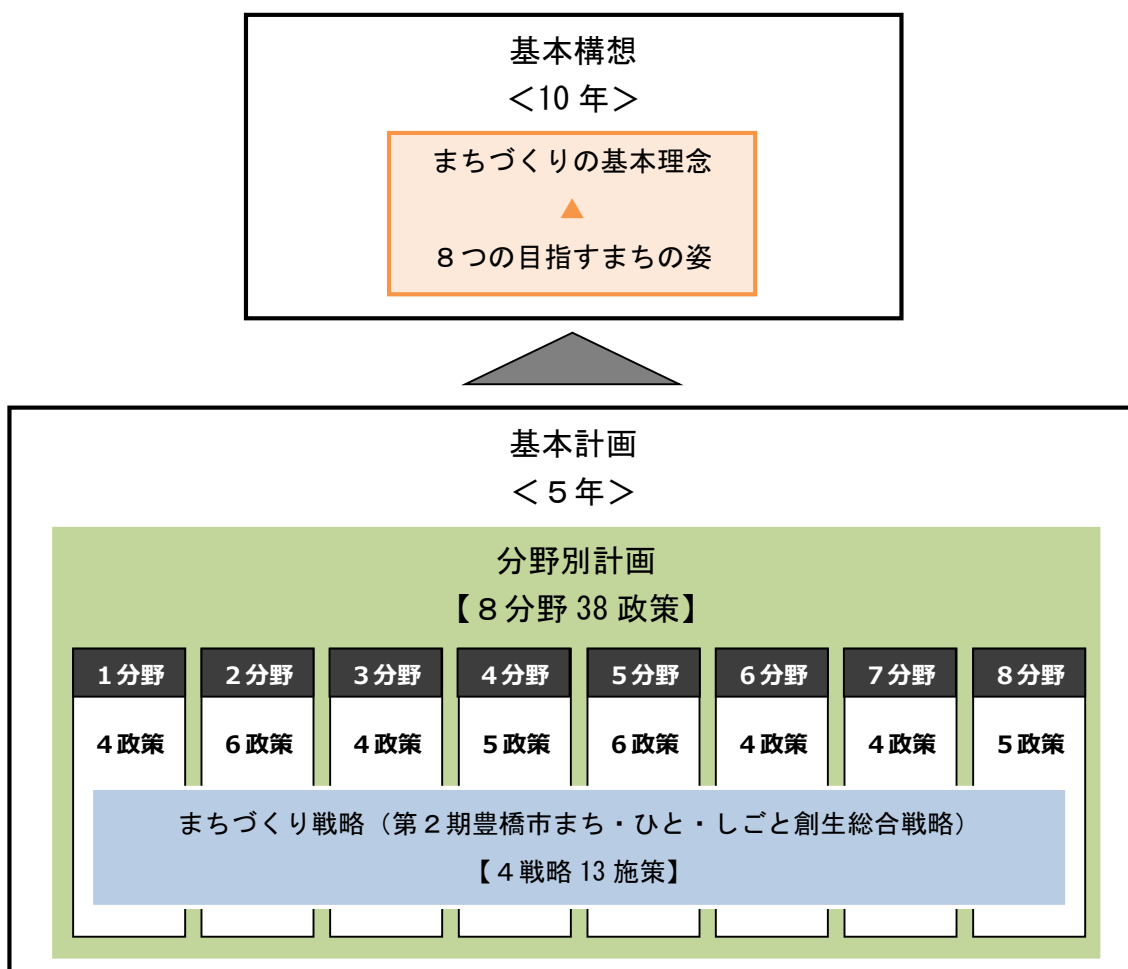 基本構想
＜10年＞
まちづくりの基本理念
▲
８つの目指すまちの姿
基本計画
＜５年＞
分野別計画
【８分野38政策】
１分野 ２分野 ３分野 ４分野 ５分野 ６分野 ７分野 ８分野
４政策 ６政策 ４政策 ５政策 ６政策 ４政策 ４政策 ５政策
まちづくり戦略（第２期豊橋市まち・ひと・しごと創生総合戦略）
【４戦略13施策】